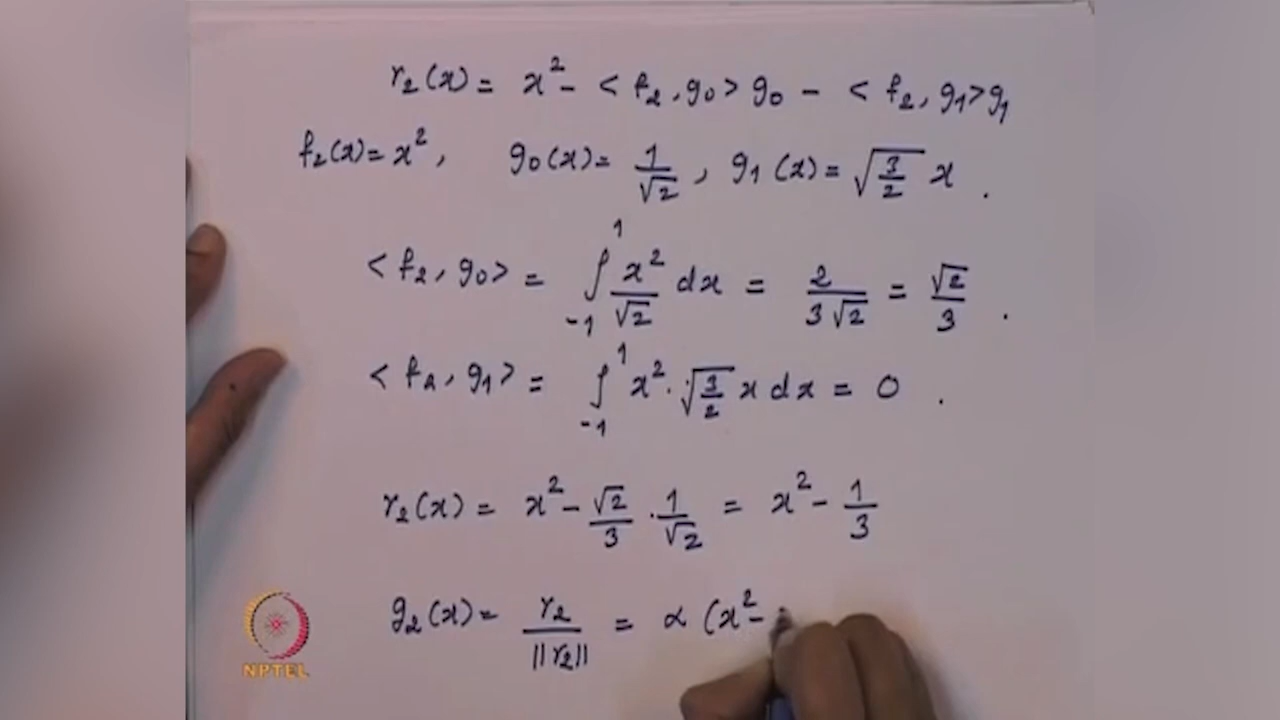 r₂(x) = x² - < f₂, g₀ > g₀ - < f₂, g₁ > g₁
f₂(x) = x², g₀(x) = 1/√2, g₁(x) = √(3/2) x .
< f₂, g₀ > = ∫₋₁¹ x²/√2 dx = 2/(3√2) = √2/3 .
< f₂, g₁ > = ∫₋₁¹ x² · √(3/2) x dx = 0 .
r₂(x) = x² - √2/3 · 1/√2 = x² - 1/3
g₂(x) = r₂/||r₂|| = α (x² -
NPTEL